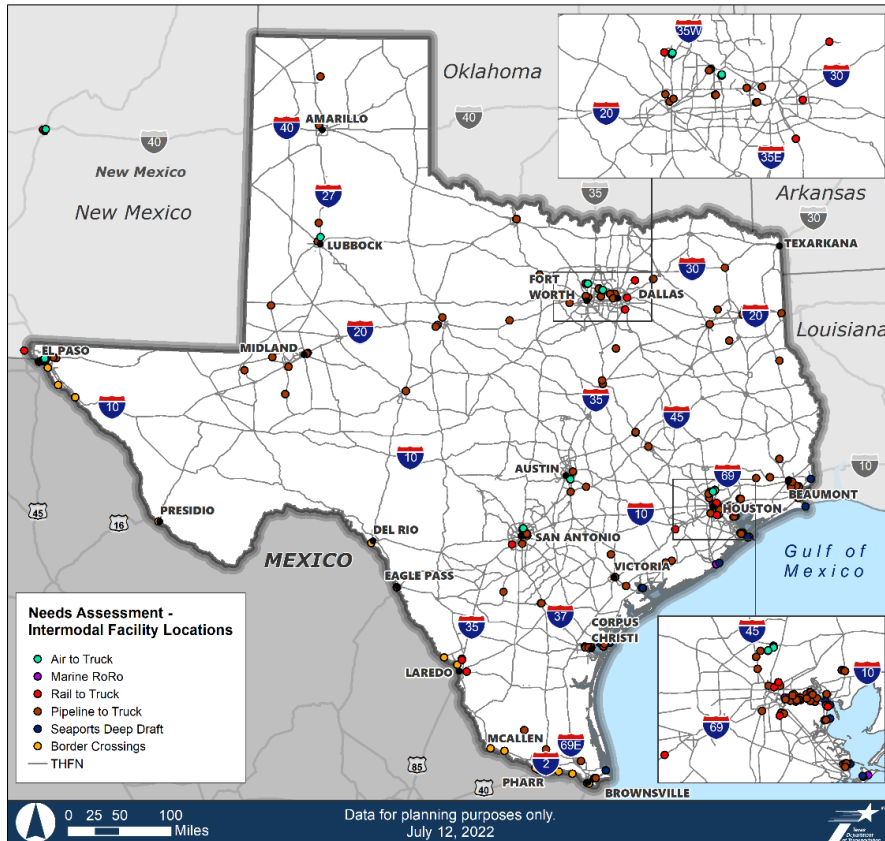 35W
30
20
35E
Oklahoma
40
AMARILLO
40
40
New Mexico
New Mexico
27
35
Arkansas
30
LUBBOCK
TEXARKANA
FORT
WORTH
DALLAS
30
20
20
Louisiana
EL PASO
MIDLAND
10
35
45
10
AUSTIN
69
10
BEAUMONT
HOUSTON
10
PRESIDIO
45
16
DEL RIO
SAN ANTONIO
MEXICO
VICTORIA
Gulf of
Mexico
EAGLE PASS
37
CORPUS
CHRISTI
35
LAREDO
MCALLEN
69E
2
PHARR
BROWNSVILLE
85
40
45
10
69
Needs Assessment -
Intermodal Facility Locations
Air to Truck
Marine RoRo
Rail to Truck
Pipeline to Truck
Seaports Deep Draft
Border Crossings
THFN
0 25 50 100
Miles
Data for planning purposes only.
July 12, 2022
Texas
Department
of Transportation